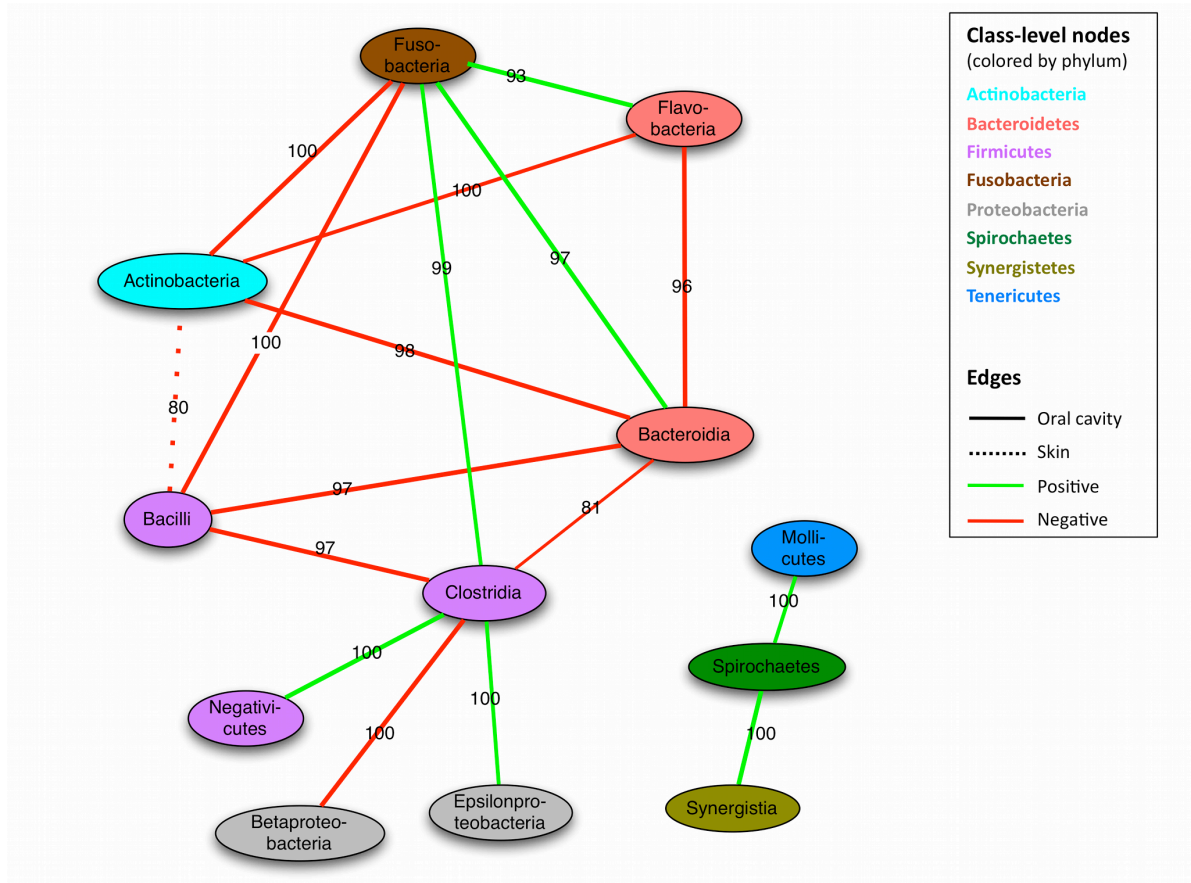 Fuso-
bacteria
93
Flavo-
bacteria
100
100
Actinobacteria
99
97
96
100
98
80
Bacteroidia
97
81
Bacilli
97
Clostridia
Molli-
cutes
100
100
Spirochaetes
Negativi-
cutes
100
100
100
Epsilonpro-
teobacteria
Synergistia
Betaproteo-
bacteria
Class-level nodes
(colored by phylum)
Actinobacteria
Bacteroidetes
Firmicutes
Fusobacteria
Proteobacteria
Spirochaetes
Synergistetes
Tenericutes
Edges
Oral cavity
Skin
Positive
Negative